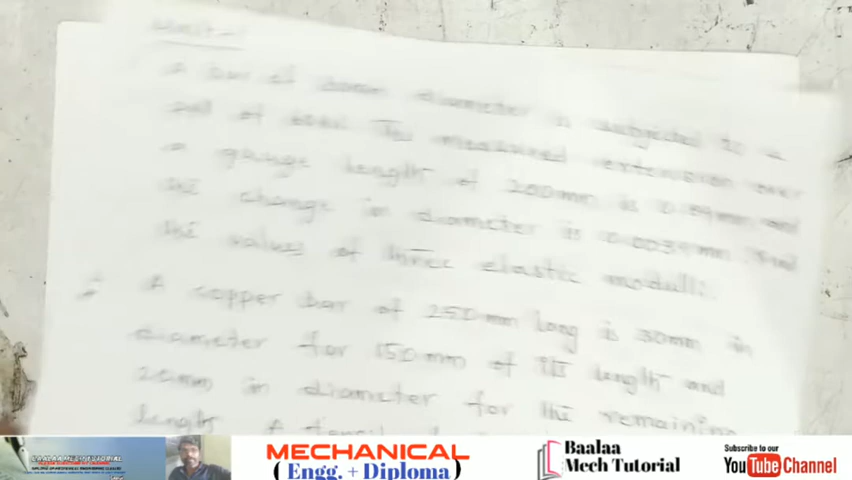 A bar of 30mm diameter is subjected to a
pull of 60kN. The measured extension over
a gauge length of 200mm is 0.09mm and
the change in diameter is 0.0039mm. Find
the values of three elastic moduli.
A copper bar of 250mm long is 30mm in
diameter for 150mm of its length and
20mm in diameter for the remaining
length. A
MECHANICAL
(Engg. + Diploma)
Baalaa
Mech Tutorial
Subscribe to our
YouTube Channel